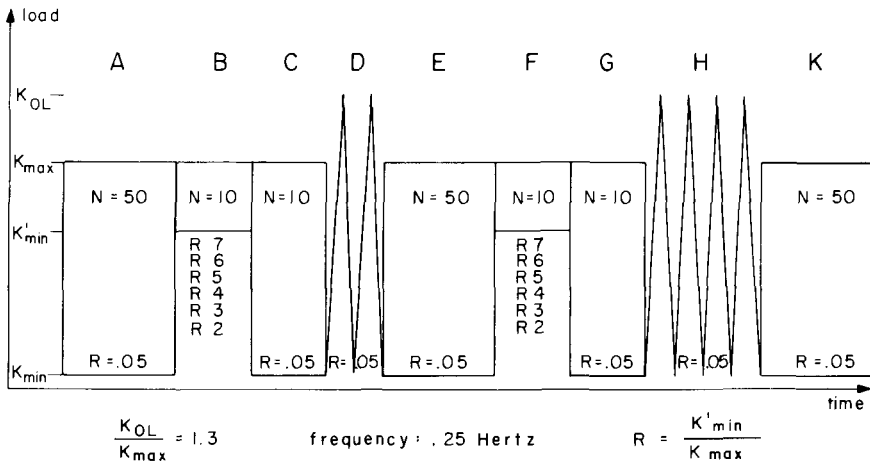 load
A B C D E F G H K
K_OL
K_max
N = 50 N = 10 N = 10 N = 50 N = 10 N = 10 N = 50
K'_min
R 7 R 7
R 6 R 6
R 5 R 5
R 4 R 4
R 3 R 3
R 2 R 2
R = .05 R = .05 R = .05 R = .05 R = .05 R = .05 R = .05
K_min
time
K_OL / K_max = 1.3 frequency: .25 Hertz R = K'_min / K_max